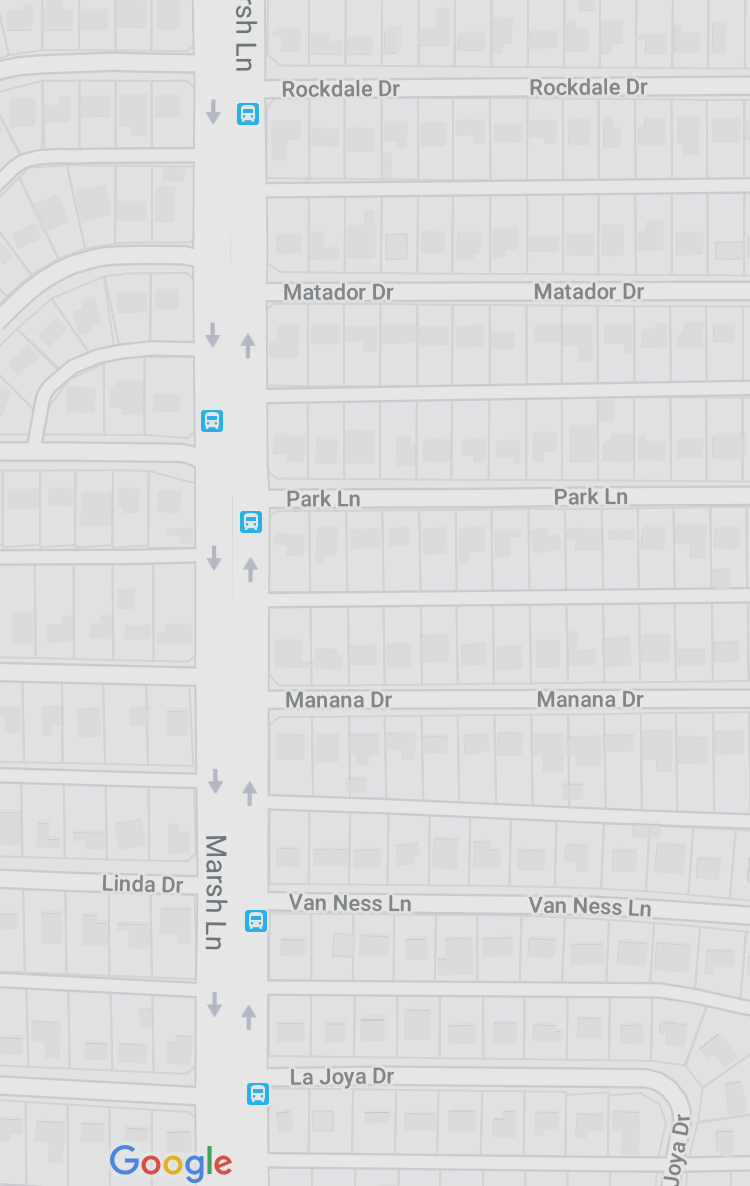 rsh Ln
Rockdale Dr
Rockdale Dr
Matador Dr
Matador Dr
Park Ln
Park Ln
Manana Dr
Manana Dr
Marsh Ln
Linda Dr
Van Ness Ln
Van Ness Ln
La Joya Dr
Joya Dr
Google